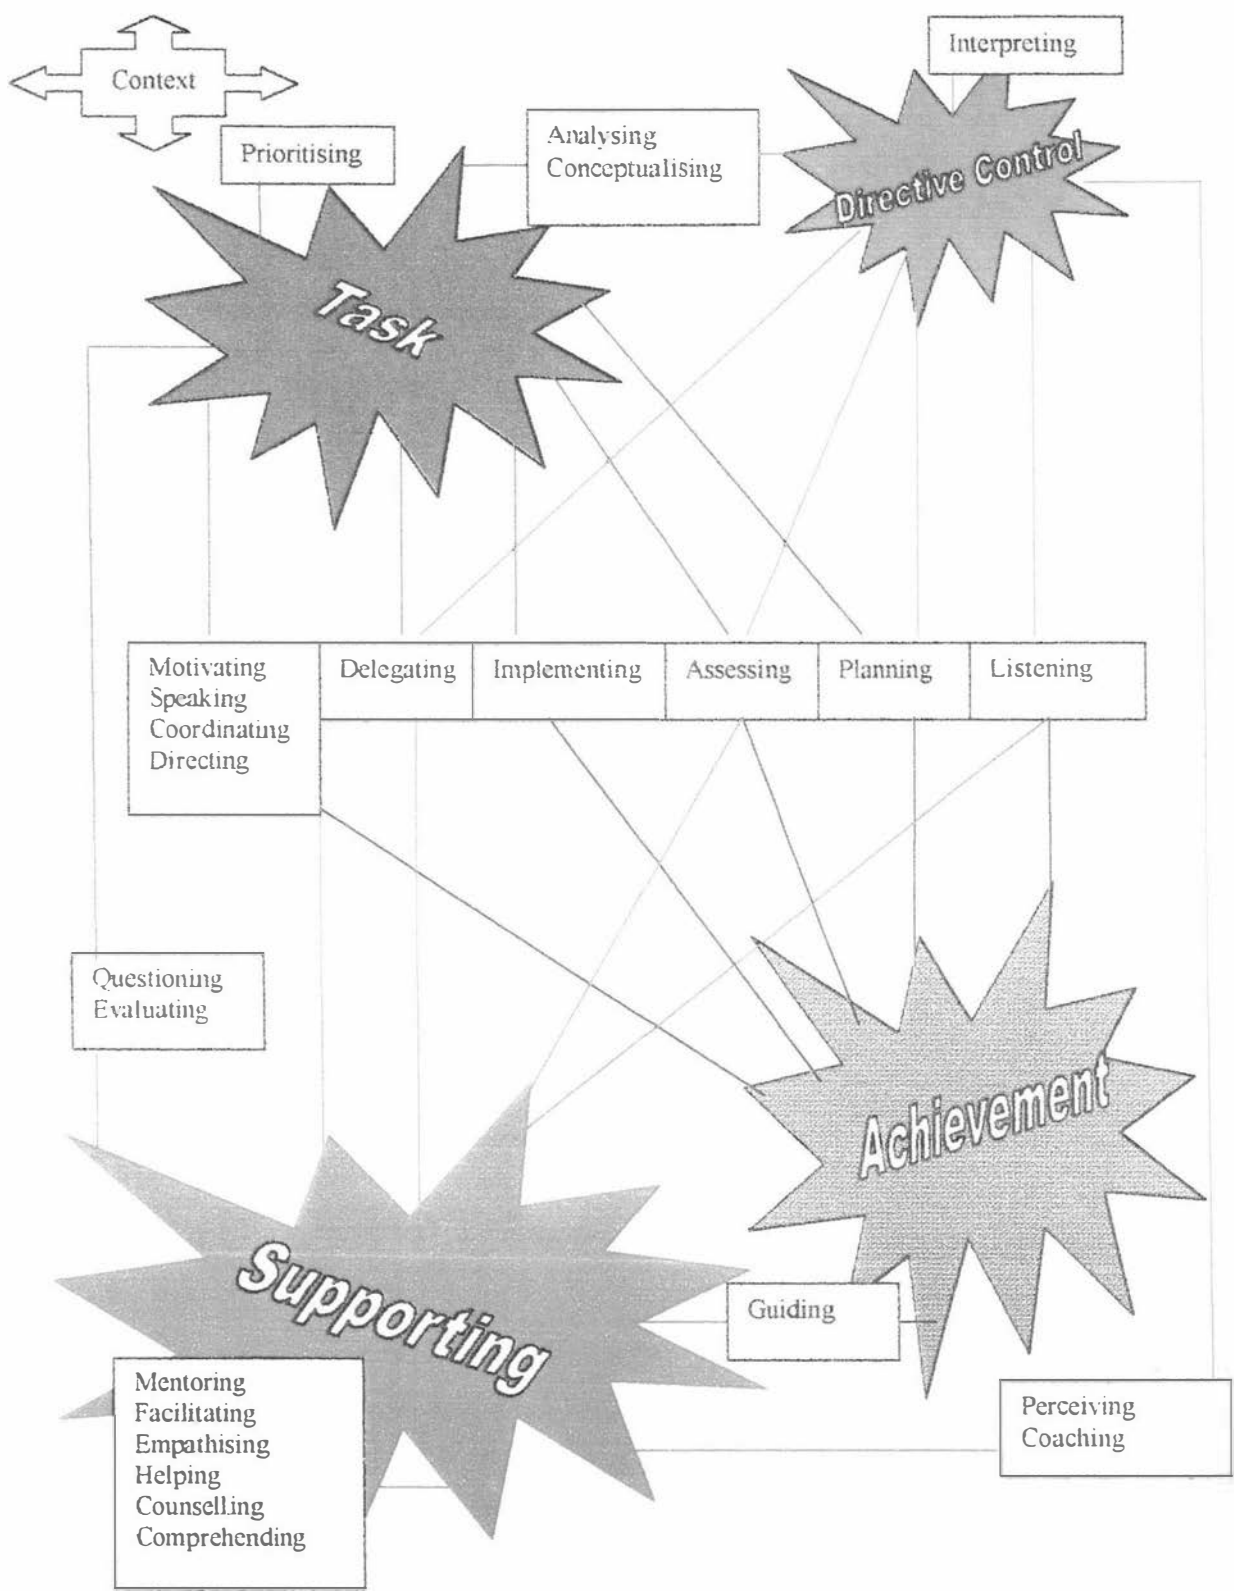 Context
Interpreting
Prioritising
Analysing
Conceptualising
Directive Control
Task
Motivating
Speaking
Coordinating
Directing
Delegating
Implementing
Assessing
Planning
Listening
Questioning
Evaluating
Achievement
Supporting
Guiding
Mentoring
Facilitating
Empathising
Helping
Counselling
Comprehending
Perceiving
Coaching